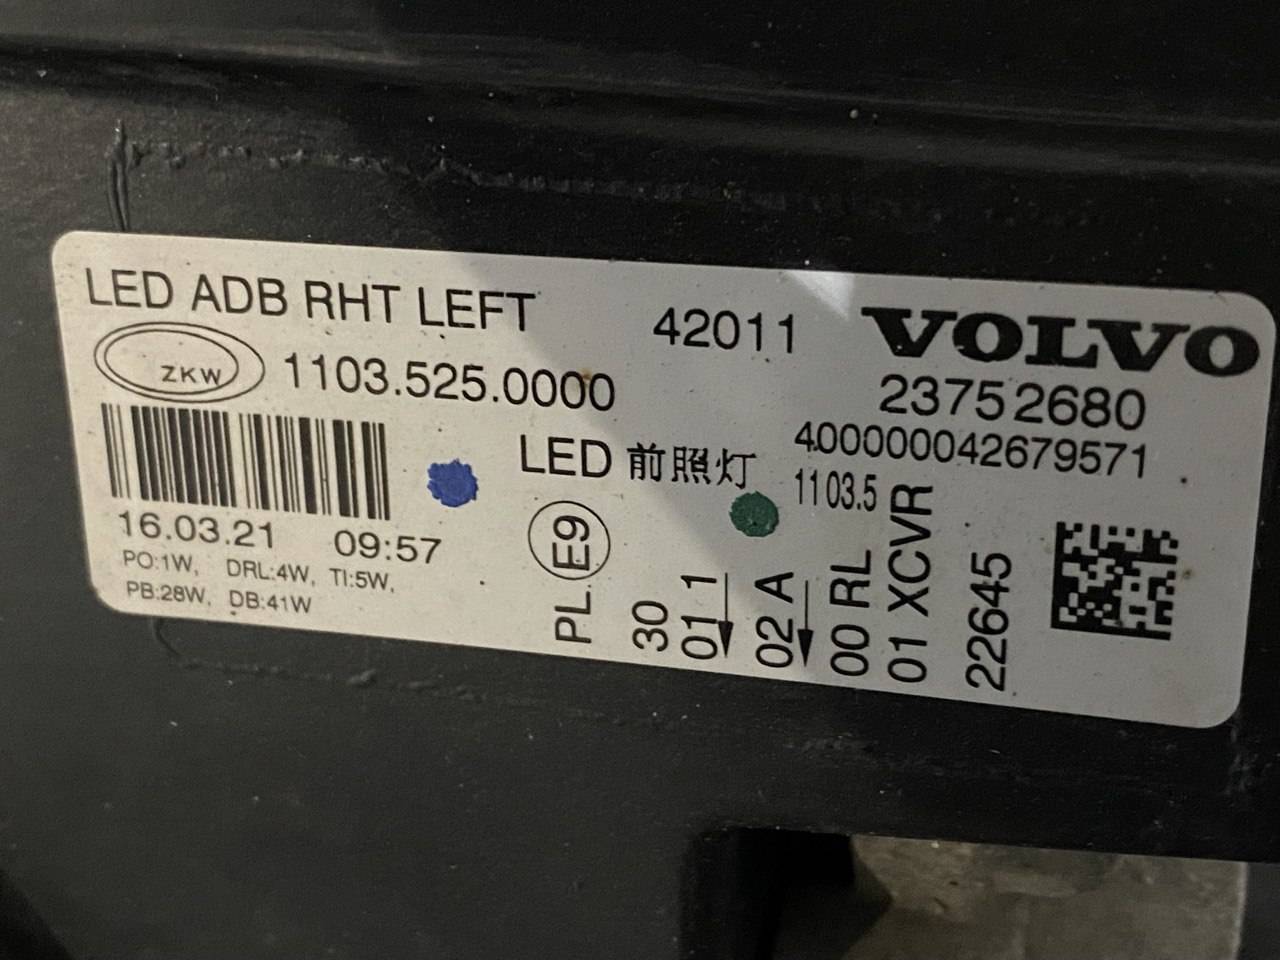 LED ADB RHT LEFT
42011
VOLVO
ZKW
1103.525.0000
23752680
400000042679571
LED 前照灯
1103.5
16.03.21 09:57
PO:1W, DRL:4W, TI:5W,
PB:28W, DB:41W
PL. E9
30
01 1
02 A
00 RL
01 XCVR
22645